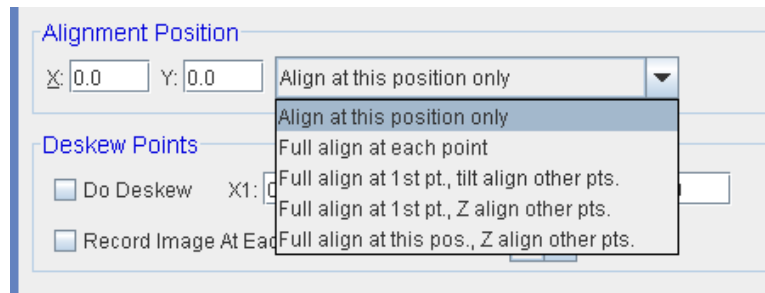 Alignment Position
X: 0.0 Y: 0.0 Align at this position only
Align at this position only
Full align at each point
Deskew Points
Full align at 1st pt., tilt align other pts.
Do Deskew X1:
Full align at 1st pt., Z align other pts.
Full align at this pos., Z align other pts.
Record Image At